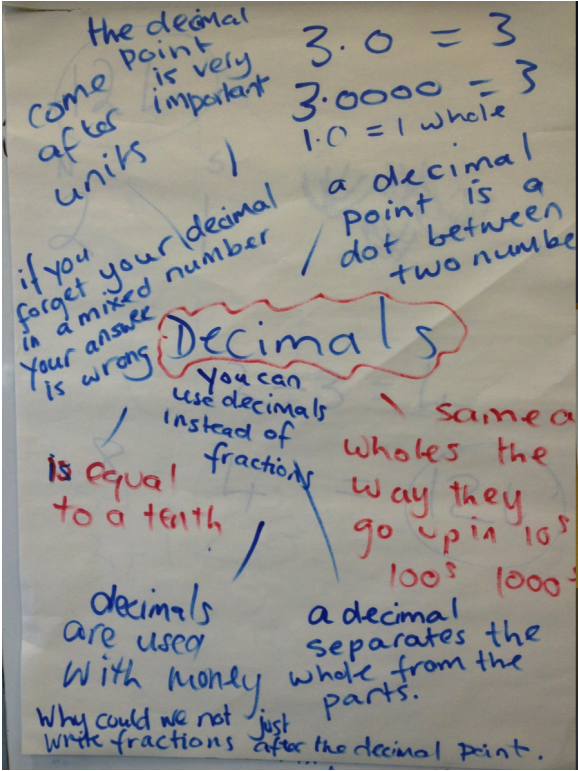 the decimal
point
is very
important
come
after
units
3.0 = 3
3.0000 = 3
1.0 = 1 whole
a decimal
point is a
dot between
two numbe
if you
forget your decimal
in a mixed number
your answer
is wrong
Decimals
you can
use decimals
instead of
fractions
is equal
to a tenth
same a
wholes the
way they
go up in 10s
100s 1000s
decimals
are used
with money
a decimal
separates the
whole from the
parts.
Why could we not just
write fractions after the decimal point.